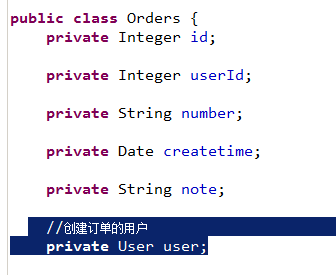 public class Orders {
private Integer id;
private Integer userId;
private String number;
private Date createtime;
private String note;
//创建订单的用户
private User user;